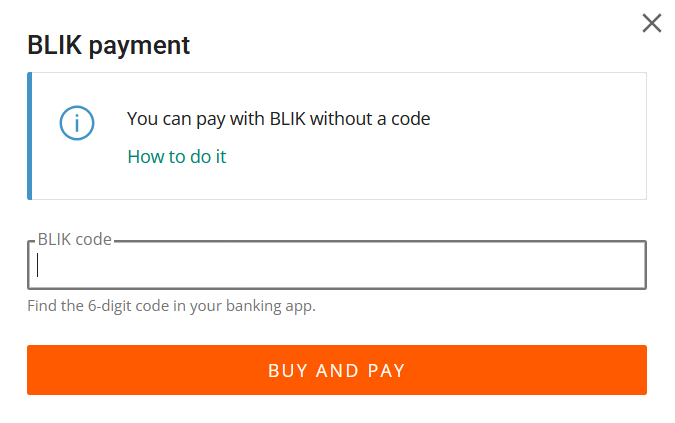 BLIK payment
You can pay with BLIK without a code
How to do it
BLIK code
Find the 6-digit code in your banking app.
BUY AND PAY